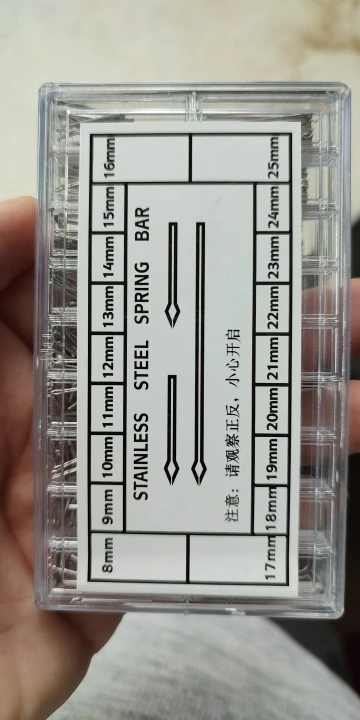 8mm 9mm 10mm 11mm 12mm 13mm 14mm 15mm 16mm
STAINLESS STEEL SPRING BAR
注意：请观察正反，小心开启
17mm 18mm 19mm 20mm 21mm 22mm 23mm 24mm 25mm